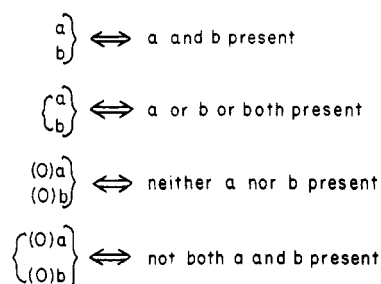 a
b} ⟺ a and b present
{a
b} ⟺ a or b or both present
(0)a
(0)b} ⟺ neither a nor b present
{(0)a
(0)b} ⟺ not both a and b present